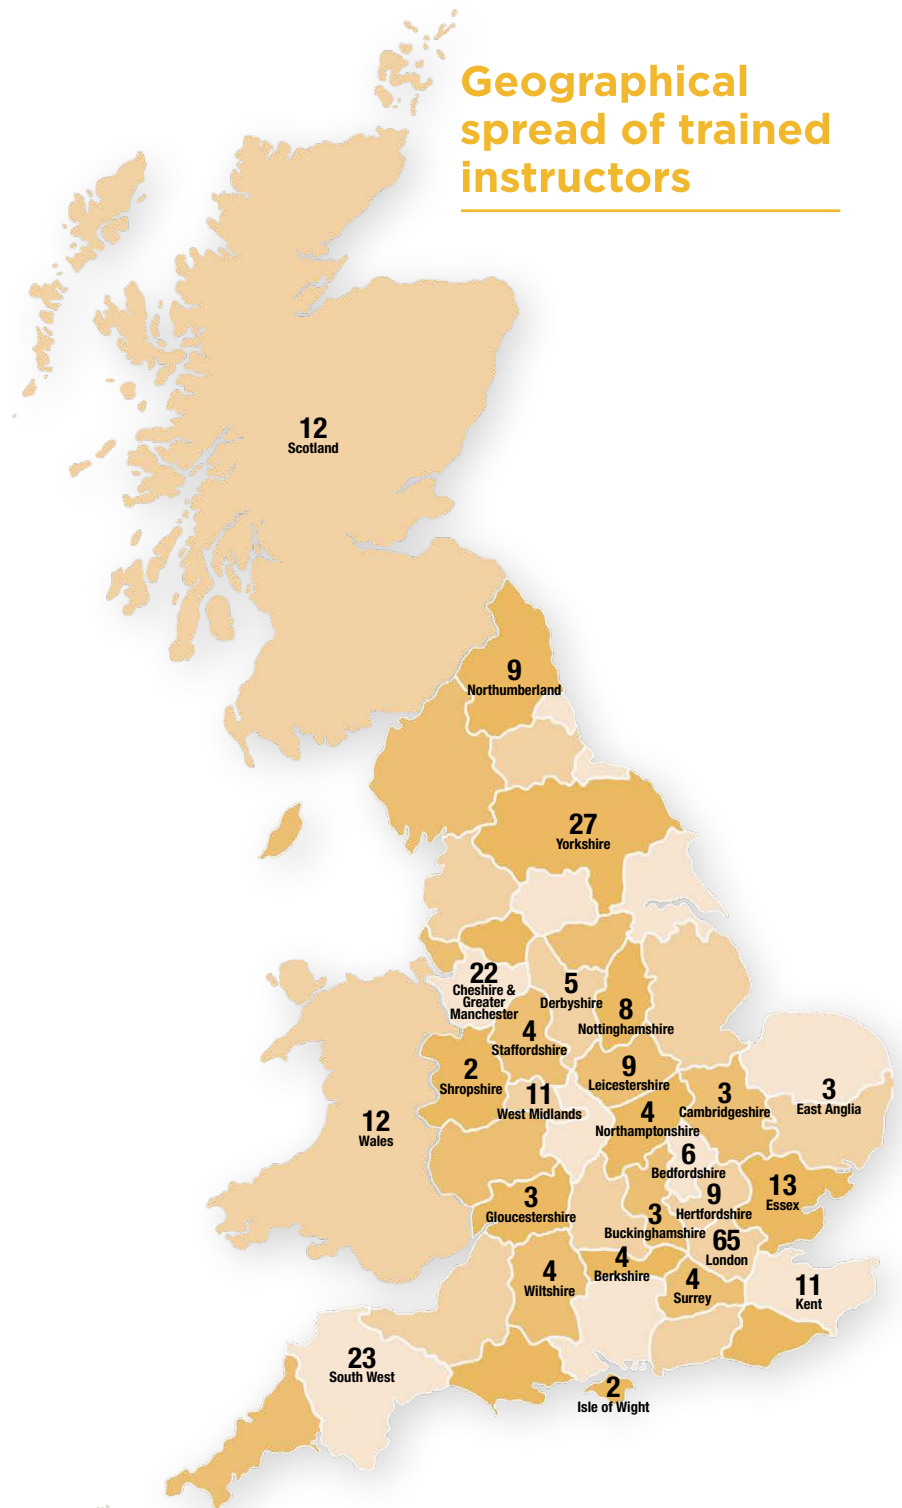 Geographical
spread of trained
instructors
12
Scotland
9
Northumberland
27
Yorkshire
22
Cheshire &
Greater
Manchester
5
Derbyshire
8
Nottinghamshire
4
Staffordshire
2
Shropshire
9
Leicestershire
11
West Midlands
4
Northamptonshire
3
Cambridgeshire
3
East Anglia
12
Wales
6
Bedfordshire
13
Essex
3
Gloucestershire
9
Hertfordshire
3
Buckinghamshire
65
London
4
Wiltshire
4
Berkshire
4
Surrey
11
Kent
23
South West
2
Isle of Wight